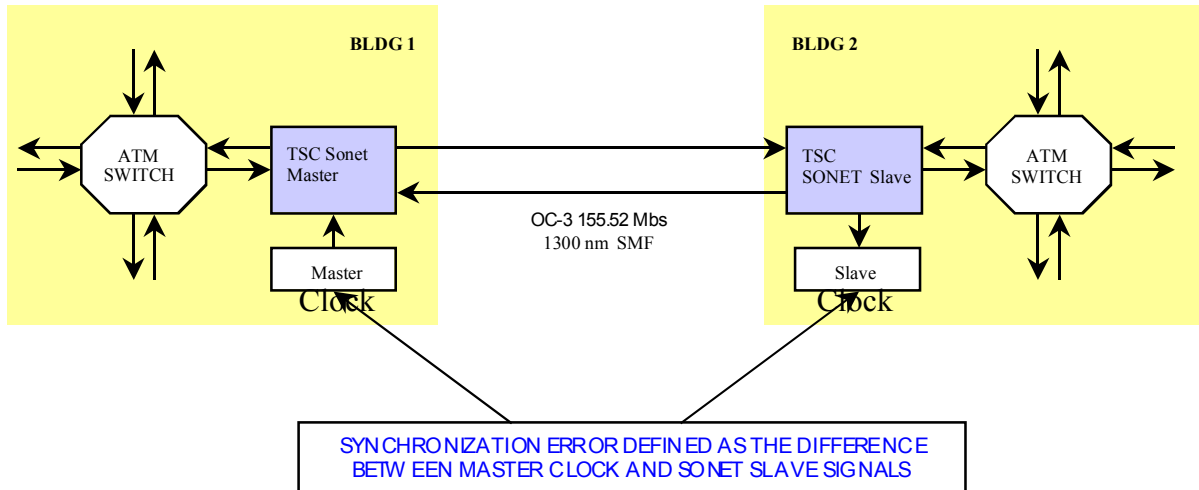 BLDG 1
BLDG 2
ATM
SWITCH
TSC Sonet
Master
TSC
SONET Slave
ATM
SWITCH
OC-3 155.52 Mbs
1300 nm SMF
Master
Clock
Slave
Clock
SYNCHRONIZATION ERROR DEFINED AS THE DIFFERENCE
BETWEEN MASTER CLOCK AND SONET SLAVE SIGNALS